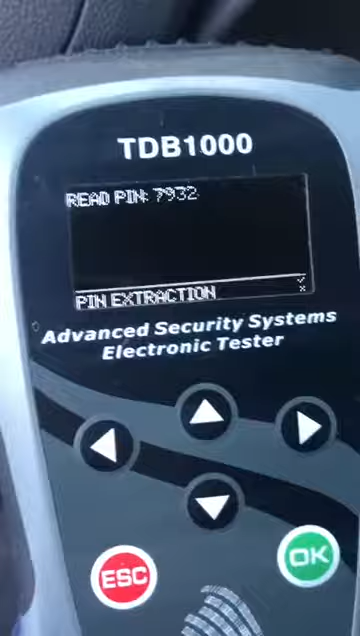 TDB1000
READ PIN: 7932
PIN EXTRACTION
Advanced Security Systems
Electronic Tester
ESC
OK